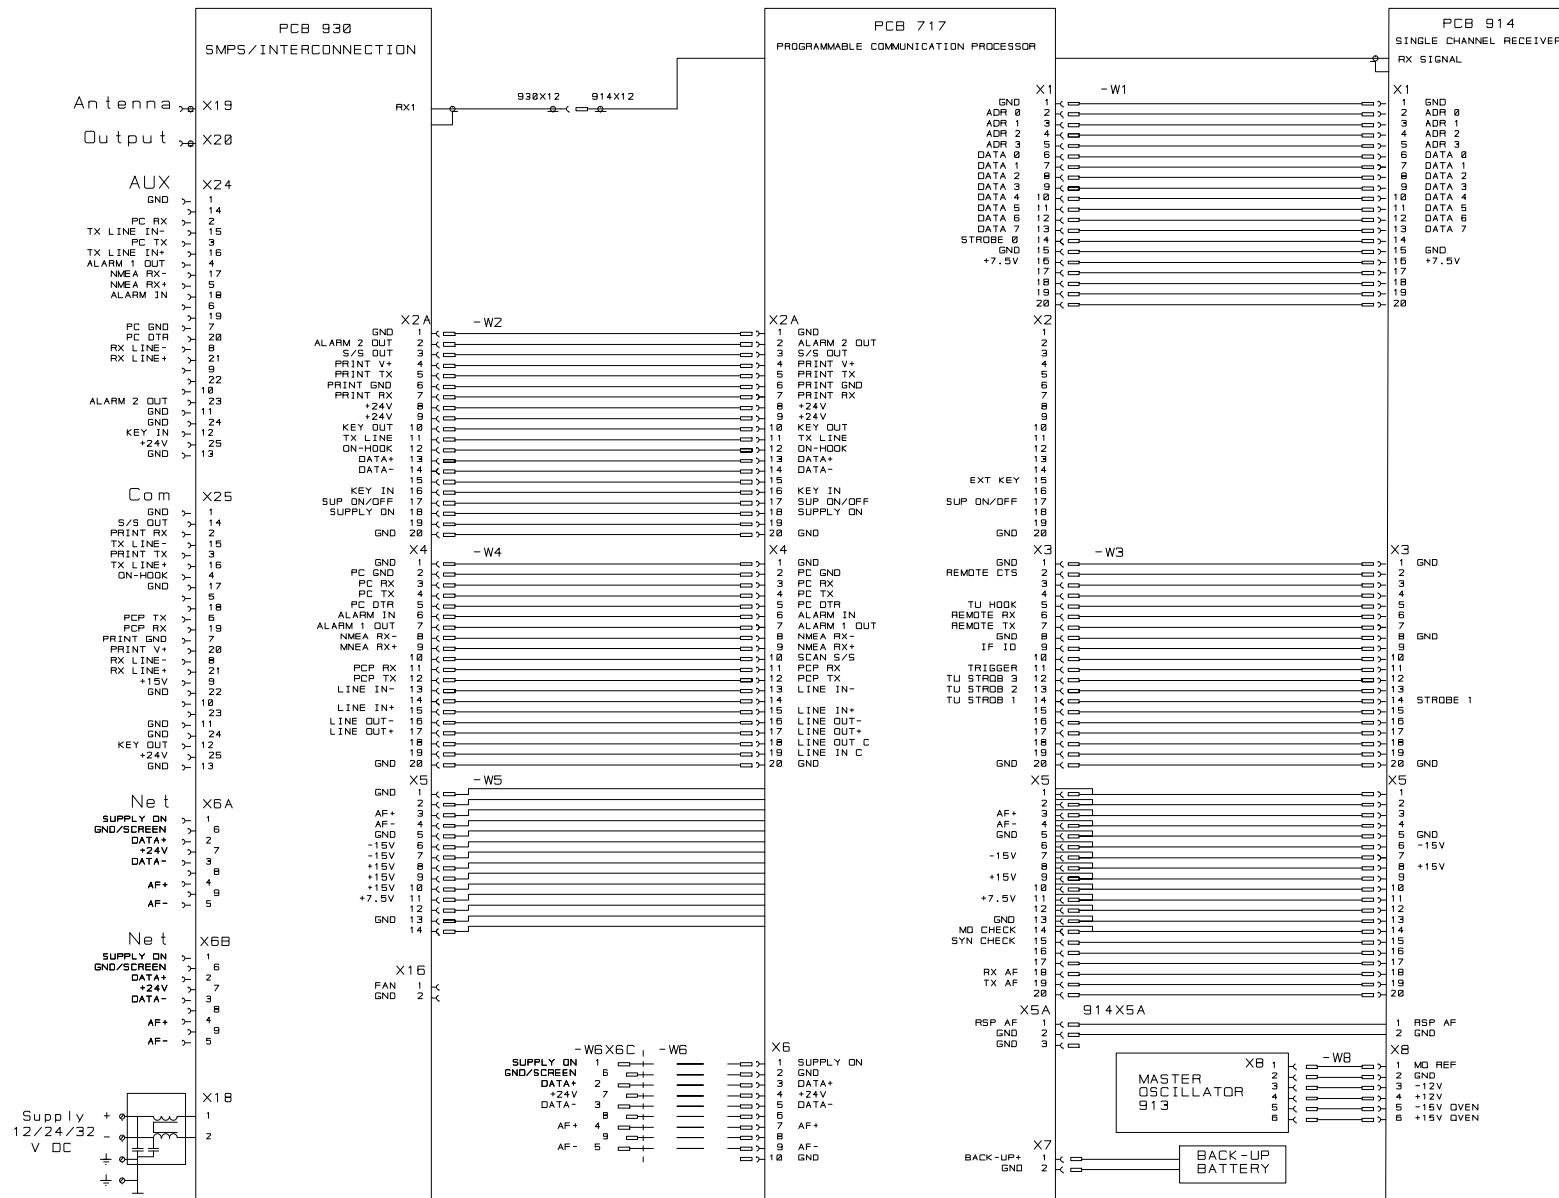 PCB 930
SMPS/INTERCONNECTION
PCB 717
PROGRAMMABLE COMMUNICATION PROCESSOR
PCB 914
SINGLE CHANNEL RECEIVER
RX SIGNAL
Antenna X19
Output X20
RX1
930X12 914X12
AUX X24
GND 1
14
PC RX 2
TX LINE IN- 15
PC TX 3
TX LINE IN+ 16
ALARM 1 OUT 4
NMEA RX- 17
NMEA RX+ 5
ALARM IN 18
6
19
PC GND 7
PC DTR 20
RX LINE- 8
RX LINE+ 21
9
22
10
ALARM 2 OUT 23
GND 11
GND 24
KEY IN 12
+24V 25
GND 13
Com X25
GND 1
S/S OUT 14
PRINT RX 2
TX LINE- 15
PRINT TX 3
TX LINE+ 16
ON-HOOK 4
GND 17
5
18
PCP TX 6
PCP RX 19
PRINT GND 7
PRINT V+ 20
RX LINE- 8
RX LINE+ 21
+15V 9
GND 22
10
23
GND 11
GND 24
KEY OUT 12
+24V 25
GND 13
Net X6A
SUPPLY ON 1
GND/SCREEN 6
DATA+ 2
+24V 7
DATA- 3
8
AF+ 4
9
AF- 5
Net X6B
SUPPLY ON 1
GND/SCREEN 6
DATA+ 2
+24V 7
DATA- 3
8
AF+ 4
9
AF- 5
X18
Supply + 1
12/24/32 - 2
V DC
X2A -W2 X2A
GND 1 1 GND
ALARM 2 OUT 2 2 ALARM 2 OUT
S/S OUT 3 3 S/S OUT
PRINT V+ 4 4 PRINT V+
PRINT TX 5 5 PRINT TX
PRINT GND 6 6 PRINT GND
PRINT RX 7 7 PRINT RX
+24V 8 8 +24V
+24V 9 9 +24V
KEY OUT 10 10 KEY OUT
TX LINE 11 11 TX LINE
ON-HOOK 12 12 ON-HOOK
DATA+ 13 13 DATA+
DATA- 14 14 DATA-
15 15
KEY IN 16 16 KEY IN
SUP ON/OFF 17 17 SUP ON/OFF
SUPPLY ON 18 18 SUPPLY ON
19 19
GND 20 20 GND
X4 -W4 X4
GND 1 1 GND
PC GND 2 2 PC GND
PC RX 3 3 PC RX
PC TX 4 4 PC TX
PC DTR 5 5 PC DTR
ALARM IN 6 6 ALARM IN
ALARM 1 OUT 7 7 ALARM 1 OUT
NMEA RX- 8 8 NMEA RX-
MNEA RX+ 9 9 NMEA RX+
10 10 SCAN S/S
PCP RX 11 11 PCP RX
PCP TX 12 12 PCP TX
LINE IN- 13 13 LINE IN-
14 14
LINE IN+ 15 15 LINE IN+
LINE OUT- 16 16 LINE OUT-
LINE OUT+ 17 17 LINE OUT+
18 18 LINE OUT C
19 19 LINE IN C
GND 20 20 GND
X5 -W5
GND 1
2
AF+ 3
AF- 4
GND 5
-15V 6
-15V 7
+15V 8
+15V 9
+15V 10
+7.5V 11
12
GND 13
14
X16
FAN 1
GND 2
-W6X6C -W6 X6
SUPPLY ON 1 1 SUPPLY ON
GND/SCREEN 6 2 GND
DATA+ 2 3 DATA+
+24V 7 4 +24V
DATA- 3 5 DATA-
8 6
AF+ 4 7 AF+
9 8
AF- 5 9 AF-
10 GND
X1 -W1 X1
GND 1 1 GND
ADR 0 2 2 ADR 0
ADR 1 3 3 ADR 1
ADR 2 4 4 ADR 2
ADR 3 5 5 ADR 3
DATA 0 6 6 DATA 0
DATA 1 7 7 DATA 1
DATA 2 8 8 DATA 2
DATA 3 9 9 DATA 3
DATA 4 10 10 DATA 4
DATA 5 11 11 DATA 5
DATA 6 12 12 DATA 6
DATA 7 13 13 DATA 7
STROBE 0 14 14
GND 15 15 GND
+7.5V 16 16 +7.5V
17 17
18 18
19 19
20 20
X2
1
2
3
4
5
6
7
8
9
10
11
12
13
14
EXT KEY 15
16
SUP ON/OFF 17
18
19
GND 20
X3 -W3 X3
GND 1 1 GND
REMOTE CTS 2 2
3 3
4 4
TU HOOK 5 5
REMOTE RX 6 6
REMOTE TX 7 7
GND 8 8 GND
IF ID 9 9
10 10
TRIGGER 11 11
TU STROB 3 12 12
TU STROB 2 13 13
TU STROB 1 14 14 STROBE 1
15 15
16 16
17 17
18 18
19 19
GND 20 20 GND
X5 X5
1 1
2 2
AF+ 3 3
AF- 4 4
GND 5 5 GND
6 6 -15V
-15V 7 7
8 8 +15V
+15V 9 9
10 10
+7.5V 11 11
12 12
GND 13 13
MO CHECK 14 14
SYN CHECK 15 15
16 16
17 17
RX AF 18 18
TX AF 19 19
20 20
X5A 914X5A
RSP AF 1 1 RSP AF
GND 2 2 GND
GND 3
MASTER
OSCILLATOR
913
X8 -W8 X8
1 1 MO REF
2 2 GND
3 3 -12V
4 4 +12V
5 5 -15V OVEN
6 6 +15V OVEN
X7
BACK-UP+ 1
GND 2
BACK-UP
BATTERY